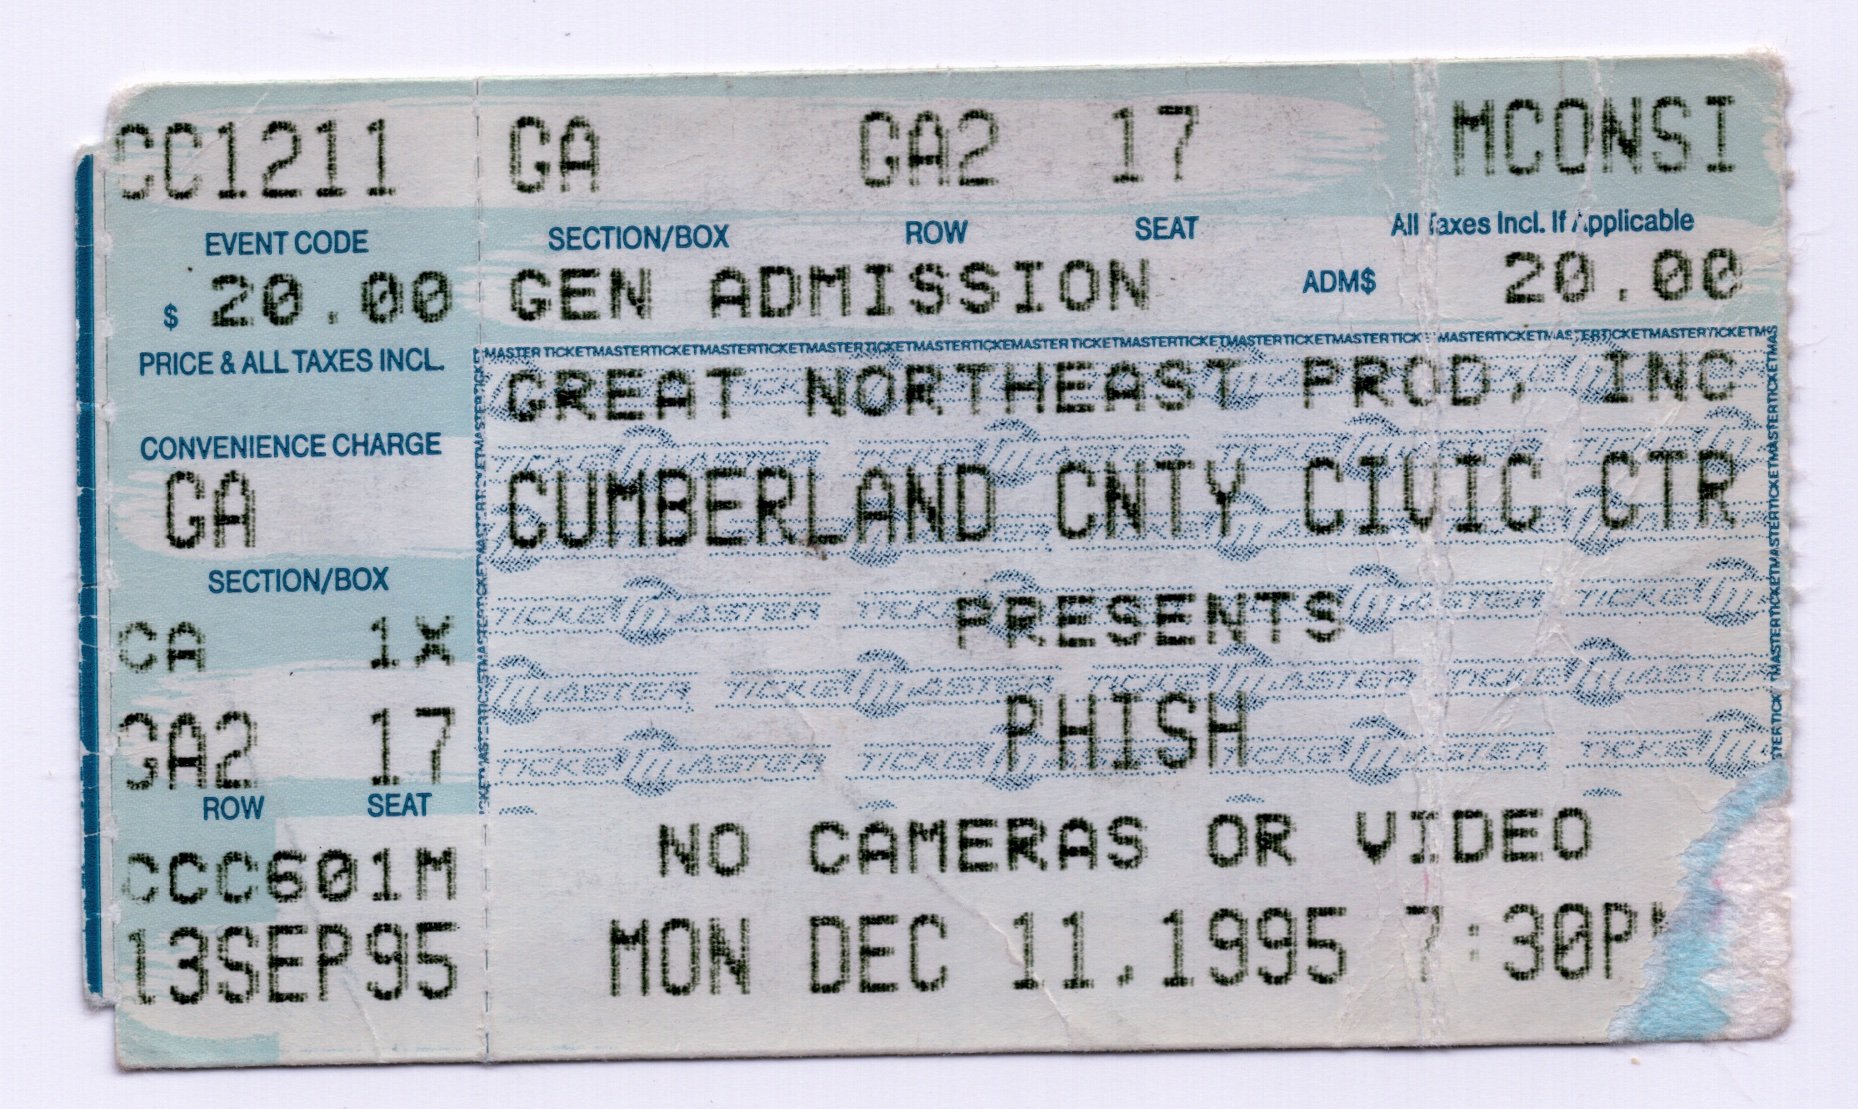 CC1211 GA GA2 17 MCONSI
EVENT CODE SECTION/BOX ROW SEAT All Taxes Incl. If Applicable
$ 20.00 GEN ADMISSION ADM$ 20.00
PRICE & ALL TAXES INCL.
GREAT NORTHEAST PROD, INC
CONVENIENCE CHARGE
GA CUMBERLAND CNTY CIVIC CTR
SECTION/BOX
CA 1X PRESENTS
GA2 17 PHISH
ROW SEAT
CCC601M NO CAMERAS OR VIDEO
13SEP95 MON DEC 11,1995 7:30PM